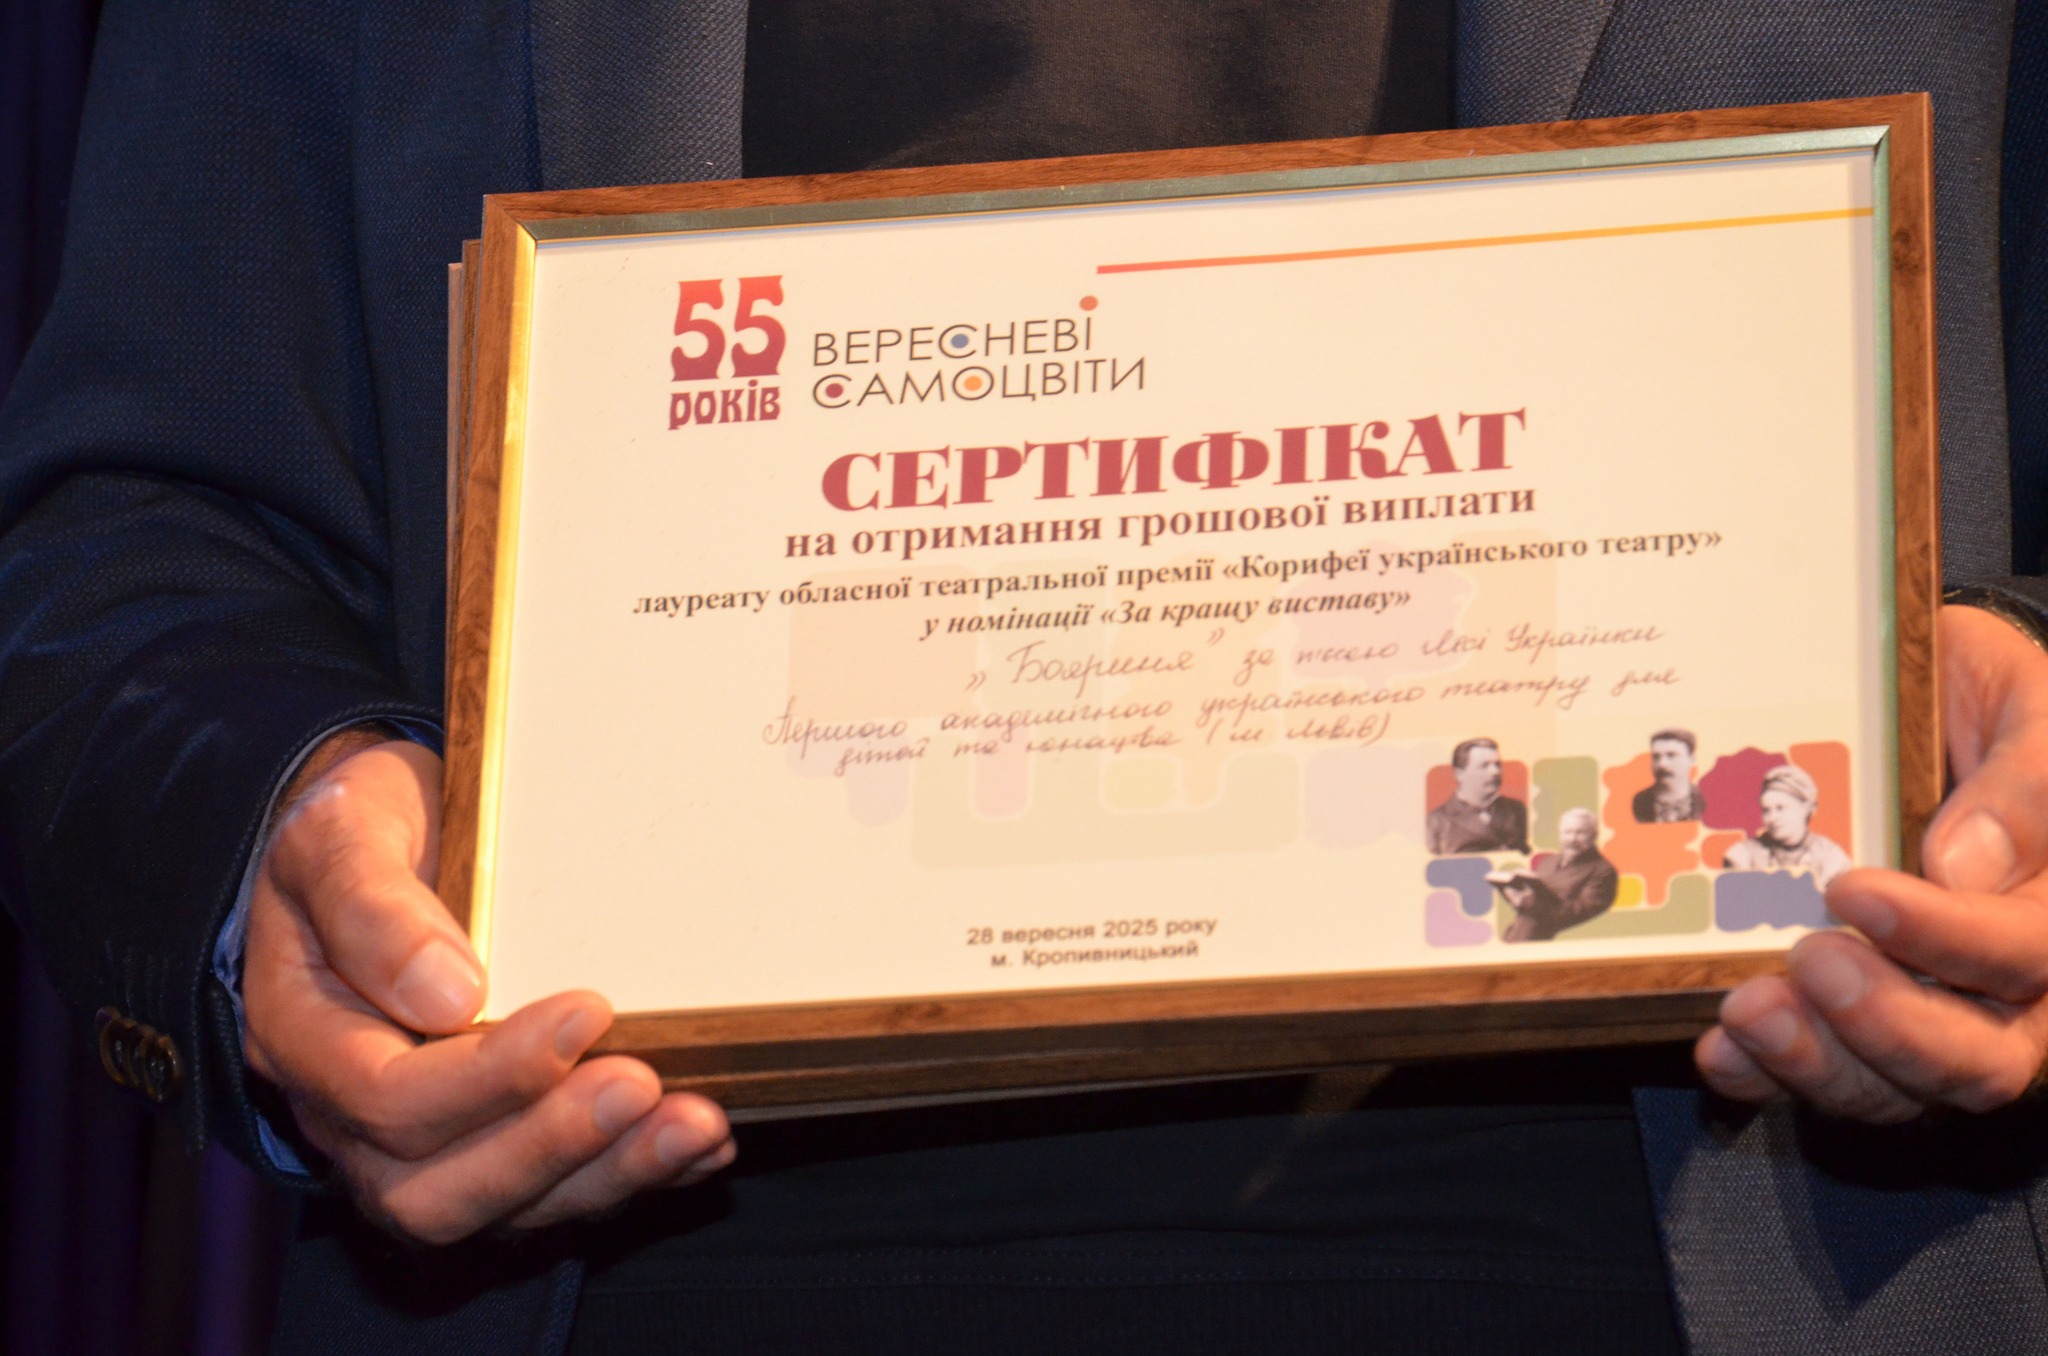 55
років
ВЕРЕСНЕВІ
САМОЦВІТИ
СЕРТИФІКАТ
на отримання грошової виплати
лауреату обласної театральної премії «Корифеї українського театру»
у номінації «За кращу виставу»
„Бояриня” за п'єсою Лесі Українки
Першого академічного українського театру для
дітей та юнацтва (м Львів)
28 вересня 2025 року
м. Кропивницький